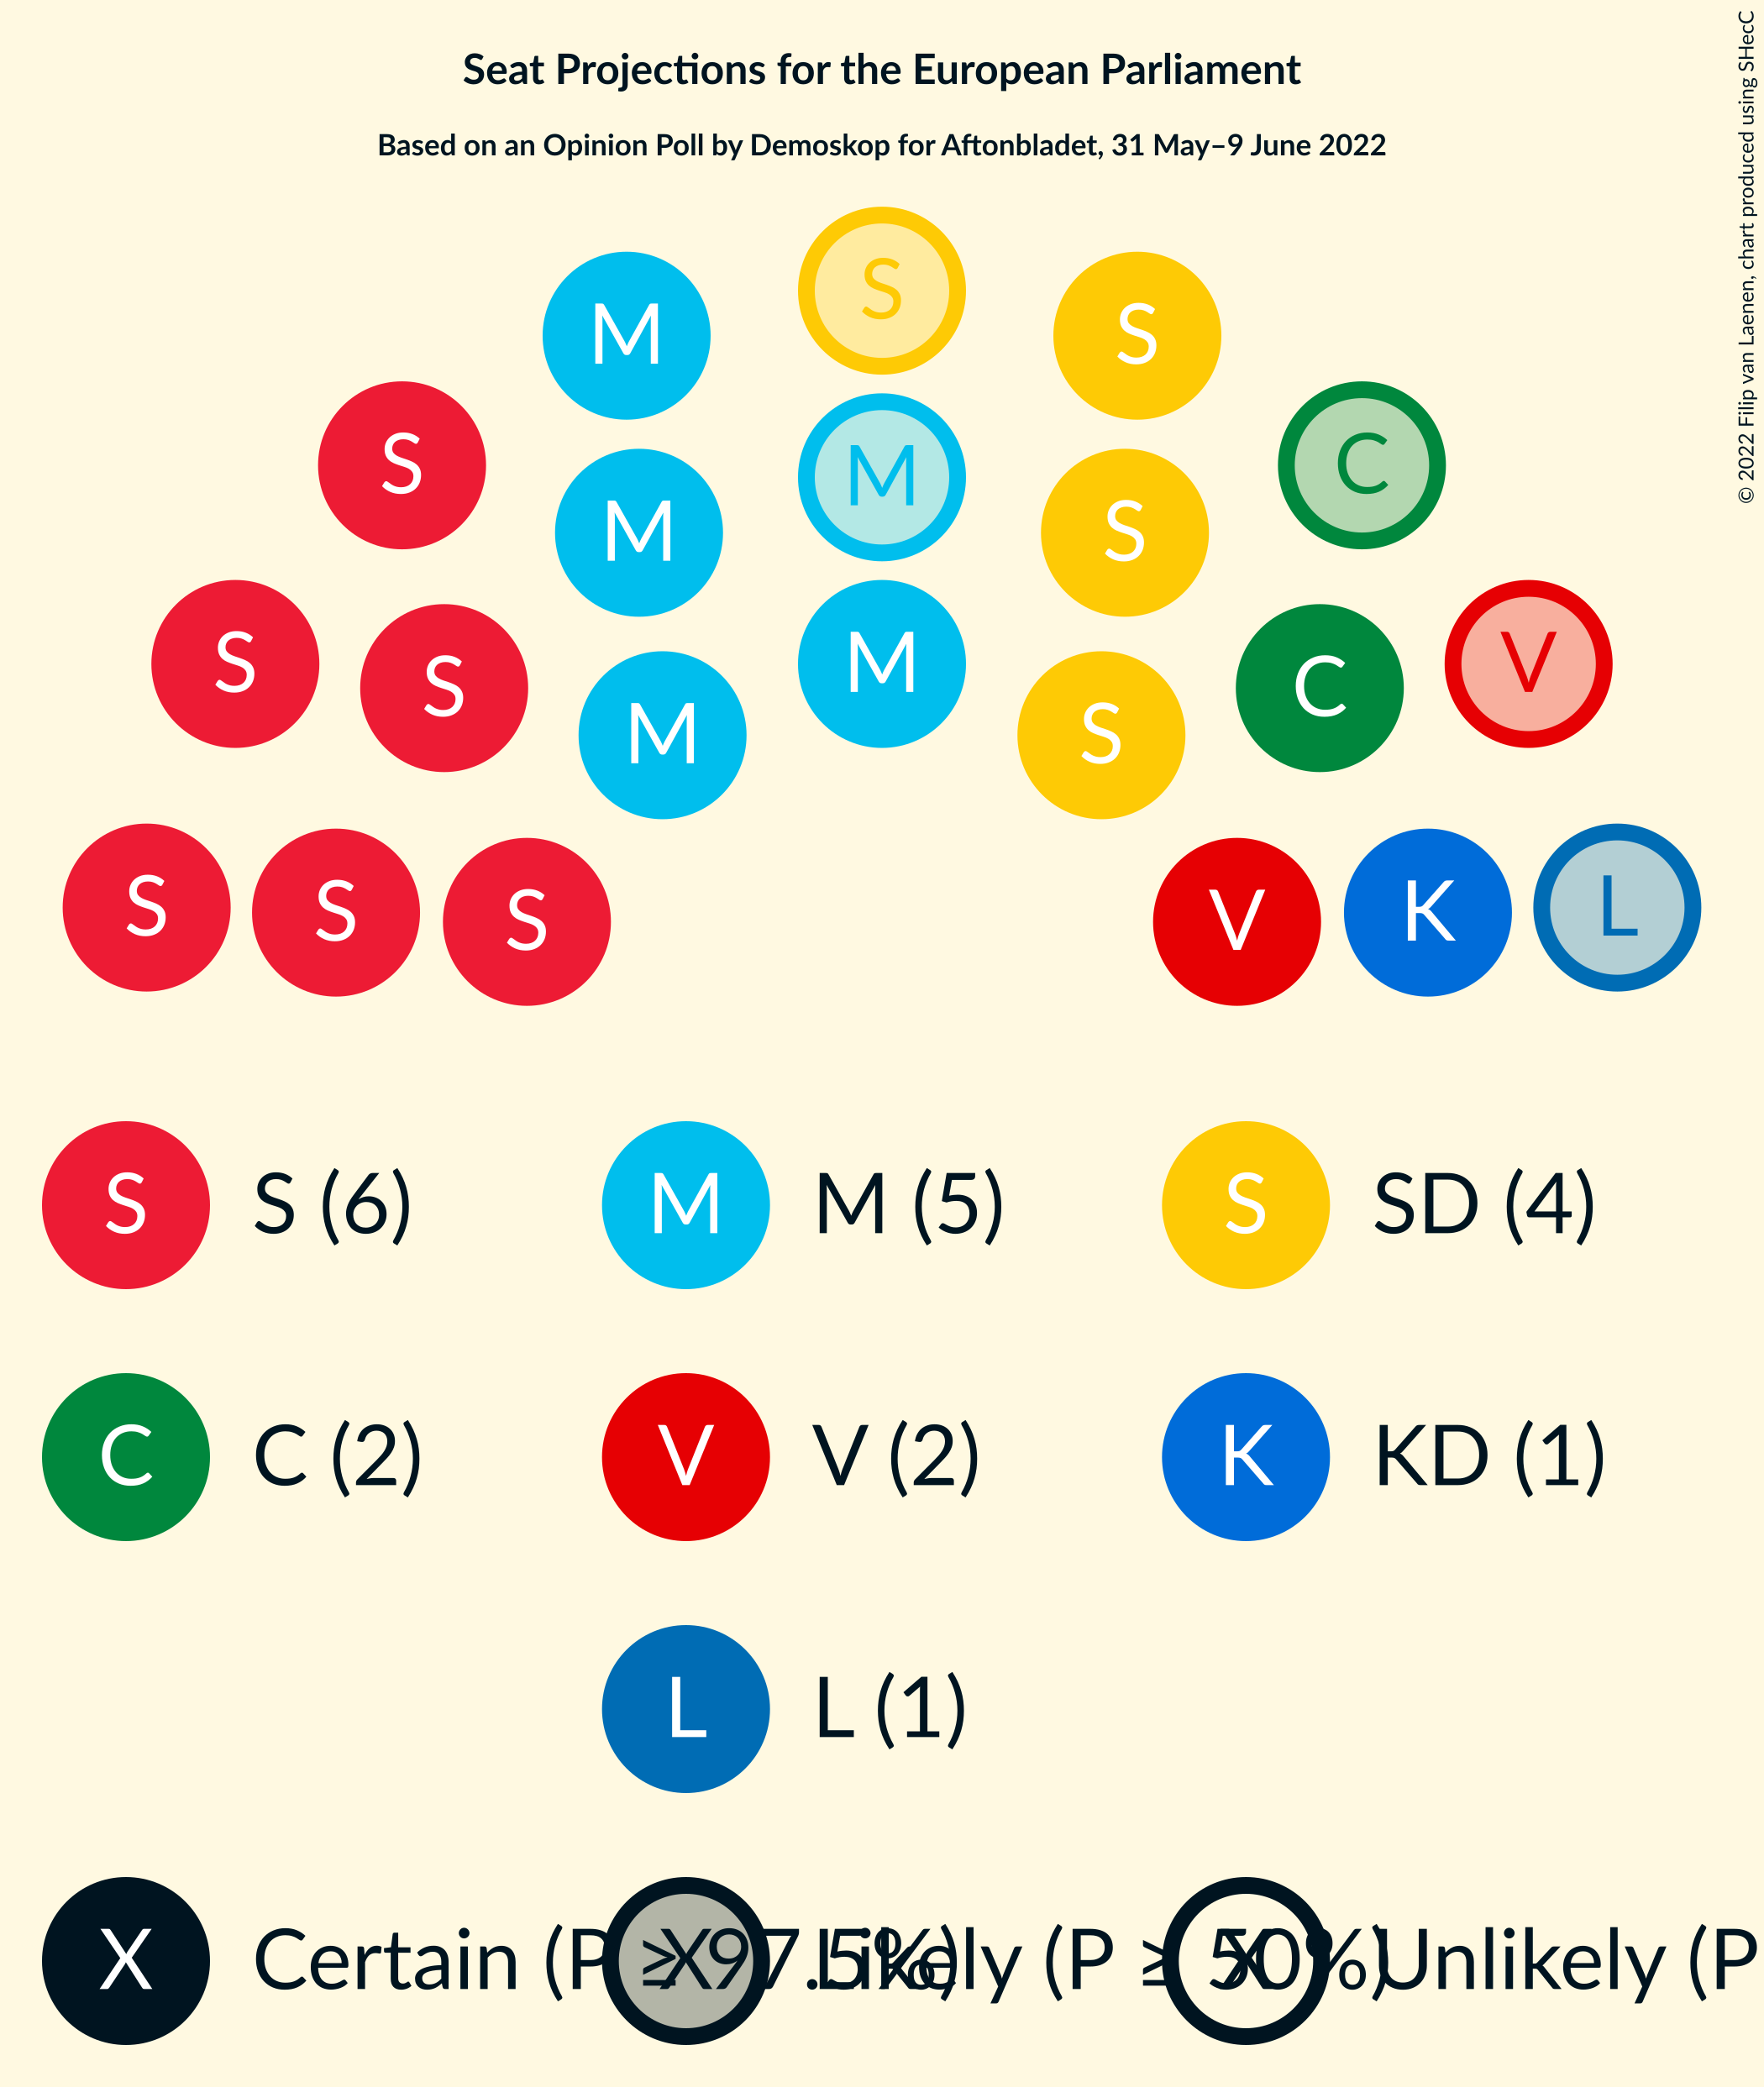 Seat Projections for the European Parliament
Based on an Opinion Poll by Demoskop for Aftonbladet, 31 May–9 June 2022
© 2022 Filip van Laenen, chart produced using SHecC
S
M S
S M C
M S
S V
S M C
M S
S S S V K L
S S (6) M M (5) S SD (4)
C C (2) V V (2) K KD (1)
L L (1)
X Certain (P ≥ 97.5%) X Likely (P ≥ 50%) X Unlikely (P